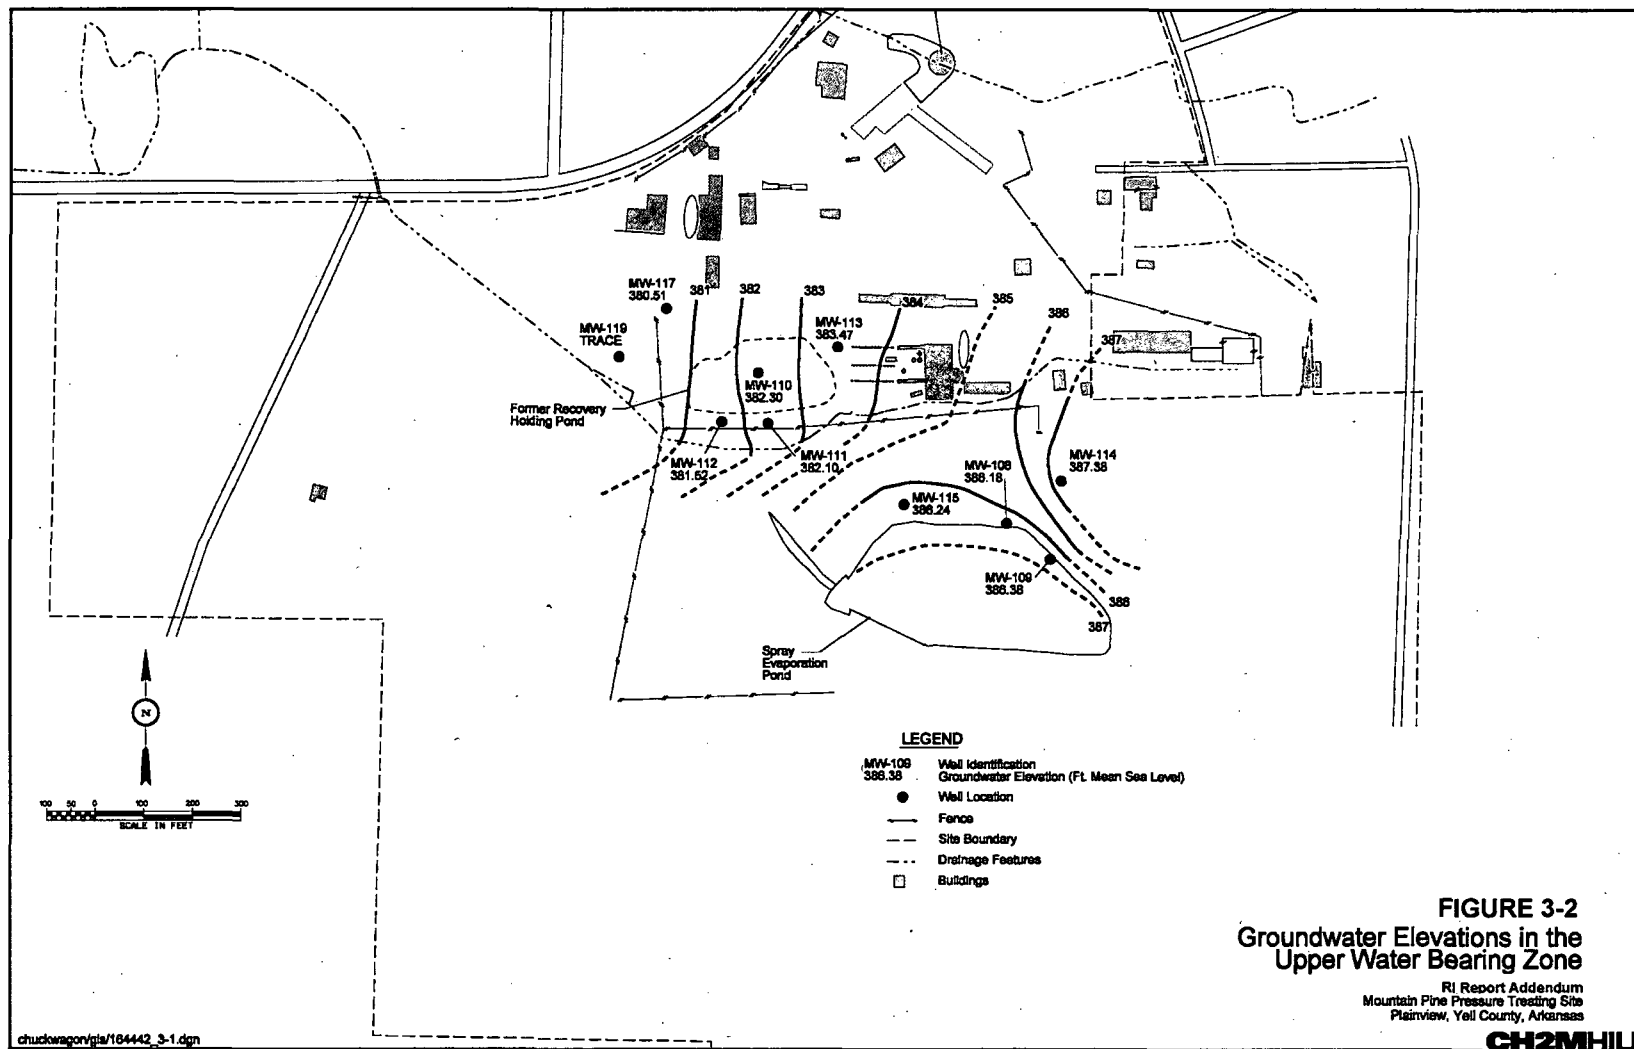 MW-117
380.51
381
382
383
384
385
386
387
MW-119
TRACE
MW-113
383.47
MW-110
382.30
Former Recovery
Holding Pond
MW-112
381.52
MW-111
382.10
MW-108
386.18
MW-114
387.38
MW-115
386.24
MW-109
386.38
386
387
Spray
Evaporation
Pond
N
100 50 0 100 200 300
SCALE IN FEET
LEGEND
MW-109 Well Identification
386.38 Groundwater Elevation (Ft. Mean Sea Level)
Well Location
Fence
Site Boundary
Drainage Features
Buildings
FIGURE 3-2
Groundwater Elevations in the
Upper Water Bearing Zone
RI Report Addendum
Mountain Pine Pressure Treating Site
Plainview, Yell County, Arkansas
CH2MHILL
chuckwagon/gis/164442_3-1.dgn